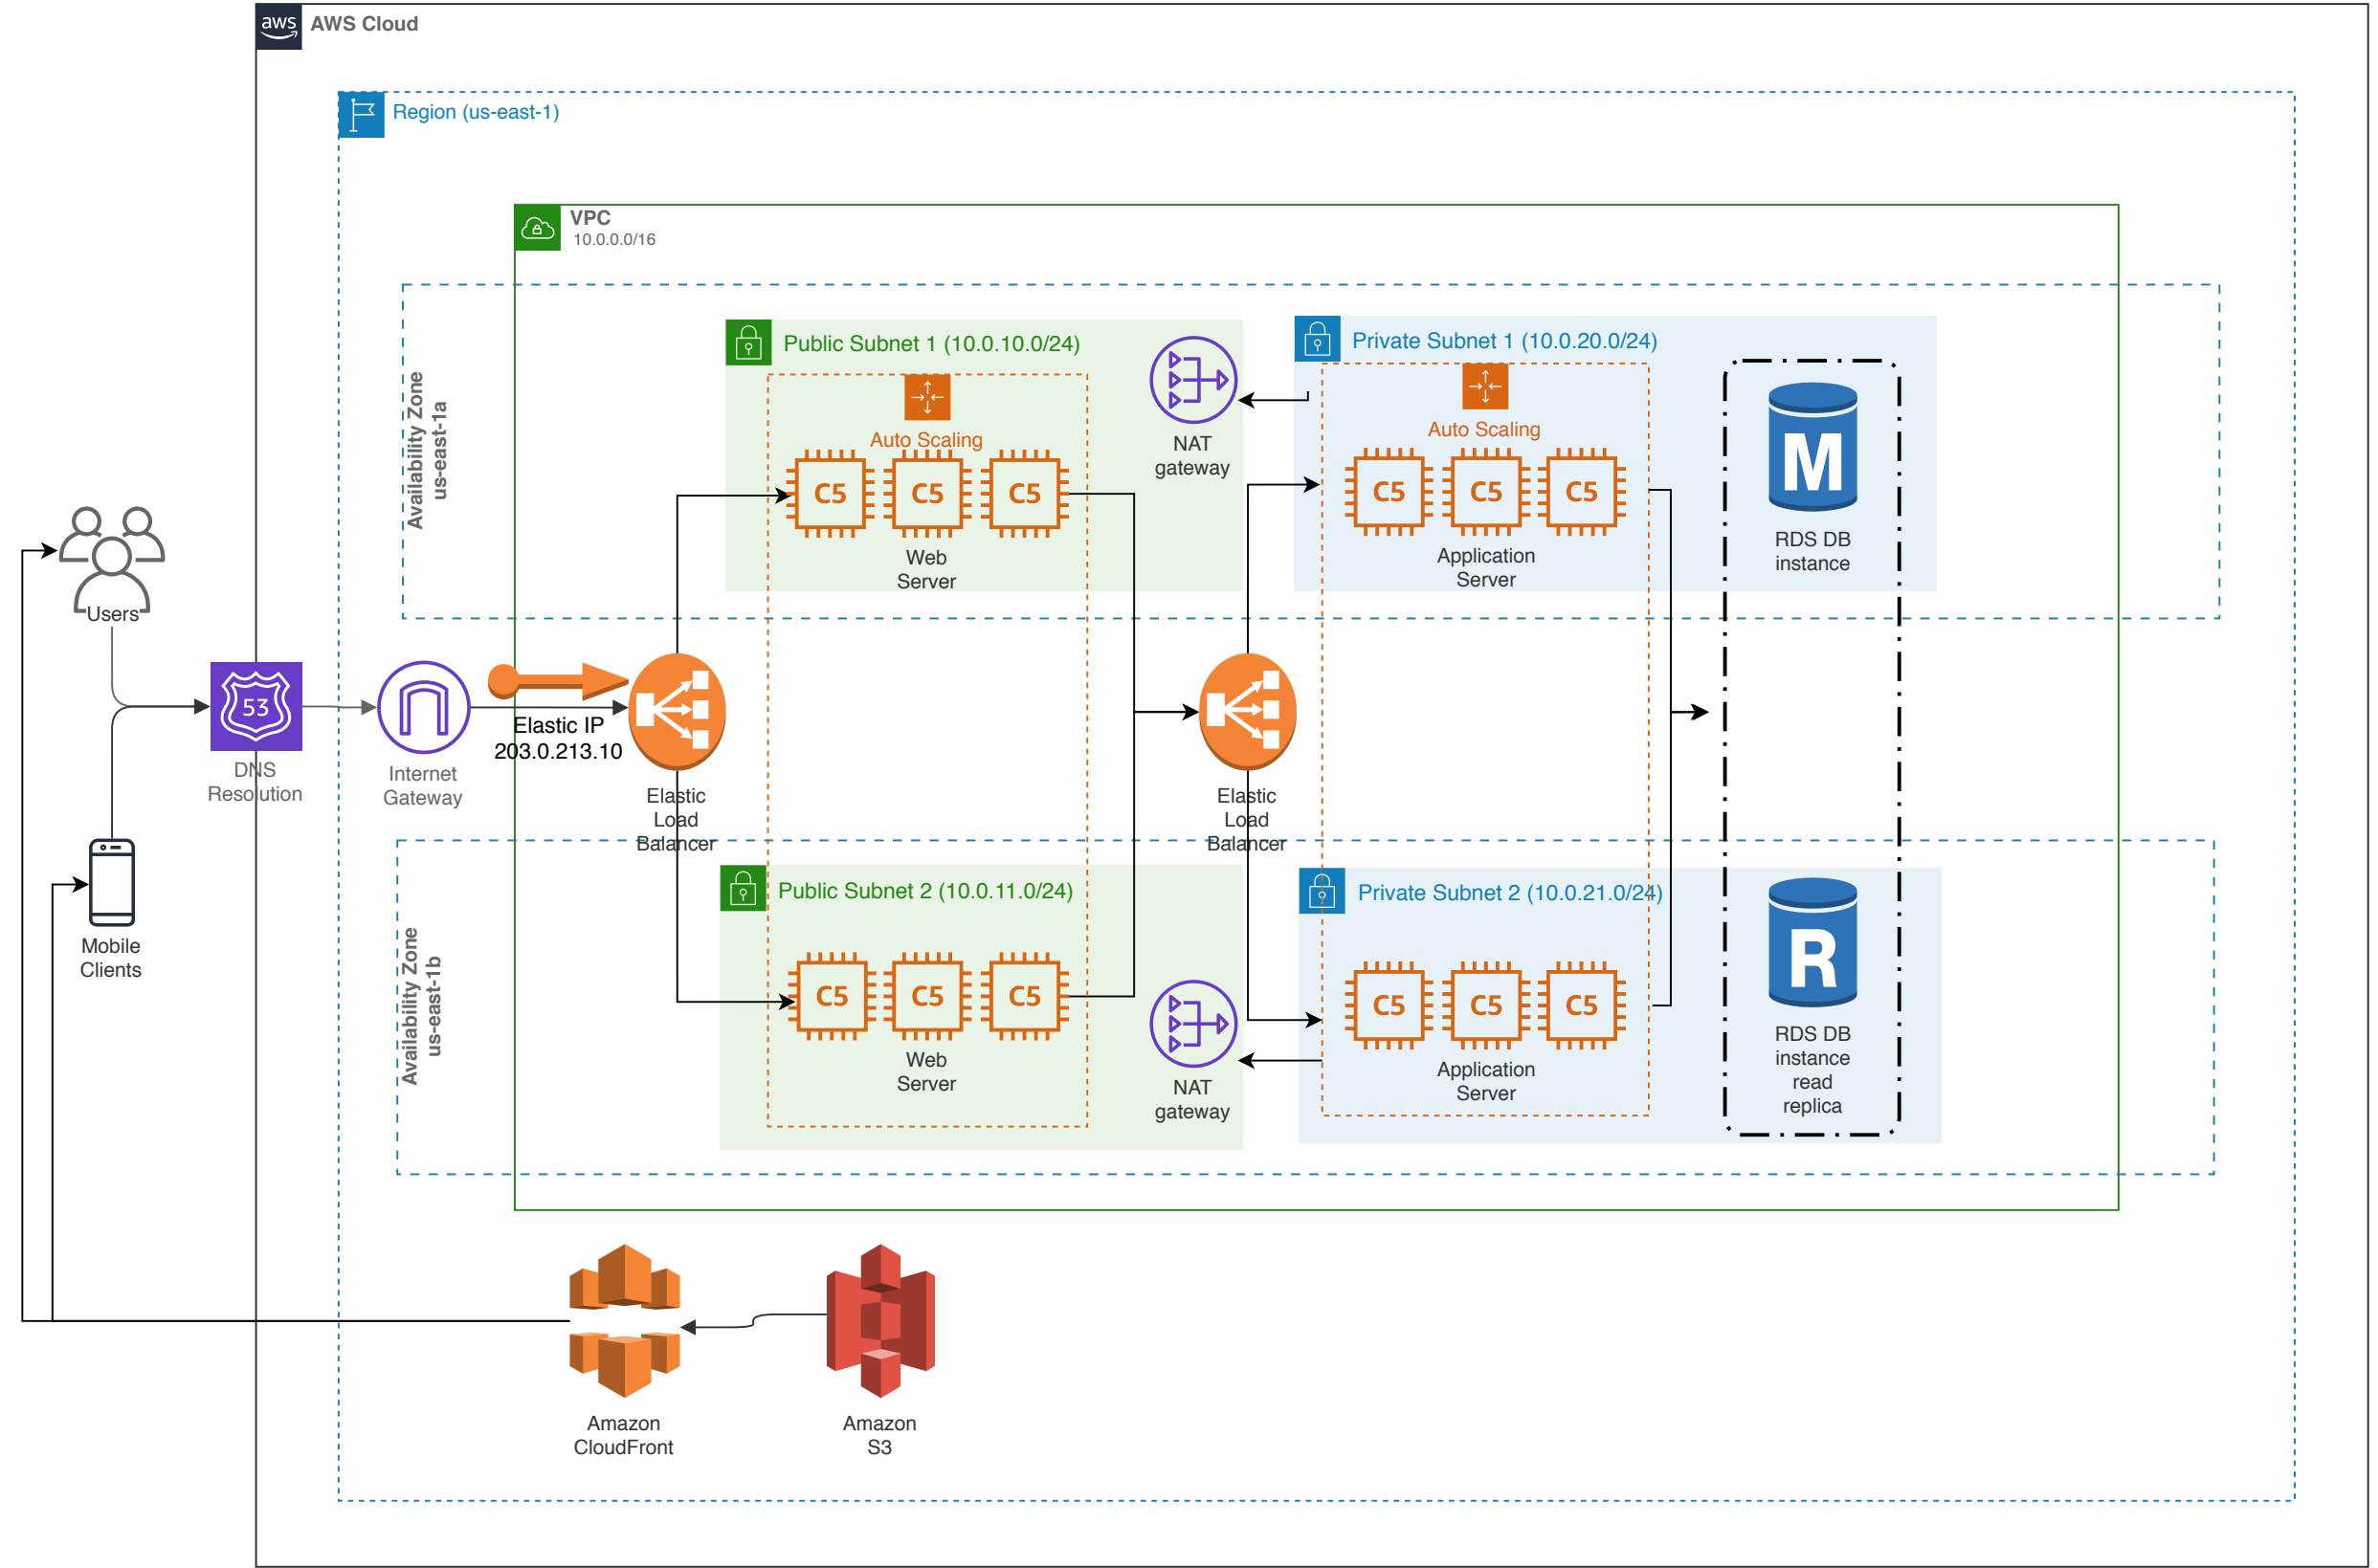 aws
AWS Cloud
Region (us-east-1)
VPC
10.0.0.0/16
Availability Zone
us-east-1a
Public Subnet 1 (10.0.10.0/24)
Auto Scaling
C5
C5
C5
Web
Server
NAT
gateway
Private Subnet 1 (10.0.20.0/24)
Auto Scaling
C5
C5
C5
Application
Server
M
RDS DB
instance
Users
53
DNS
Resolution
Internet
Gateway
Elastic IP
203.0.213.10
Elastic
Load
Balancer
Elastic
Load
Balancer
Mobile
Clients
Availability Zone
us-east-1b
Public Subnet 2 (10.0.11.0/24)
C5
C5
C5
Web
Server
NAT
gateway
Private Subnet 2 (10.0.21.0/24)
C5
C5
C5
Application
Server
R
RDS DB
instance
read
replica
Amazon
CloudFront
Amazon
S3